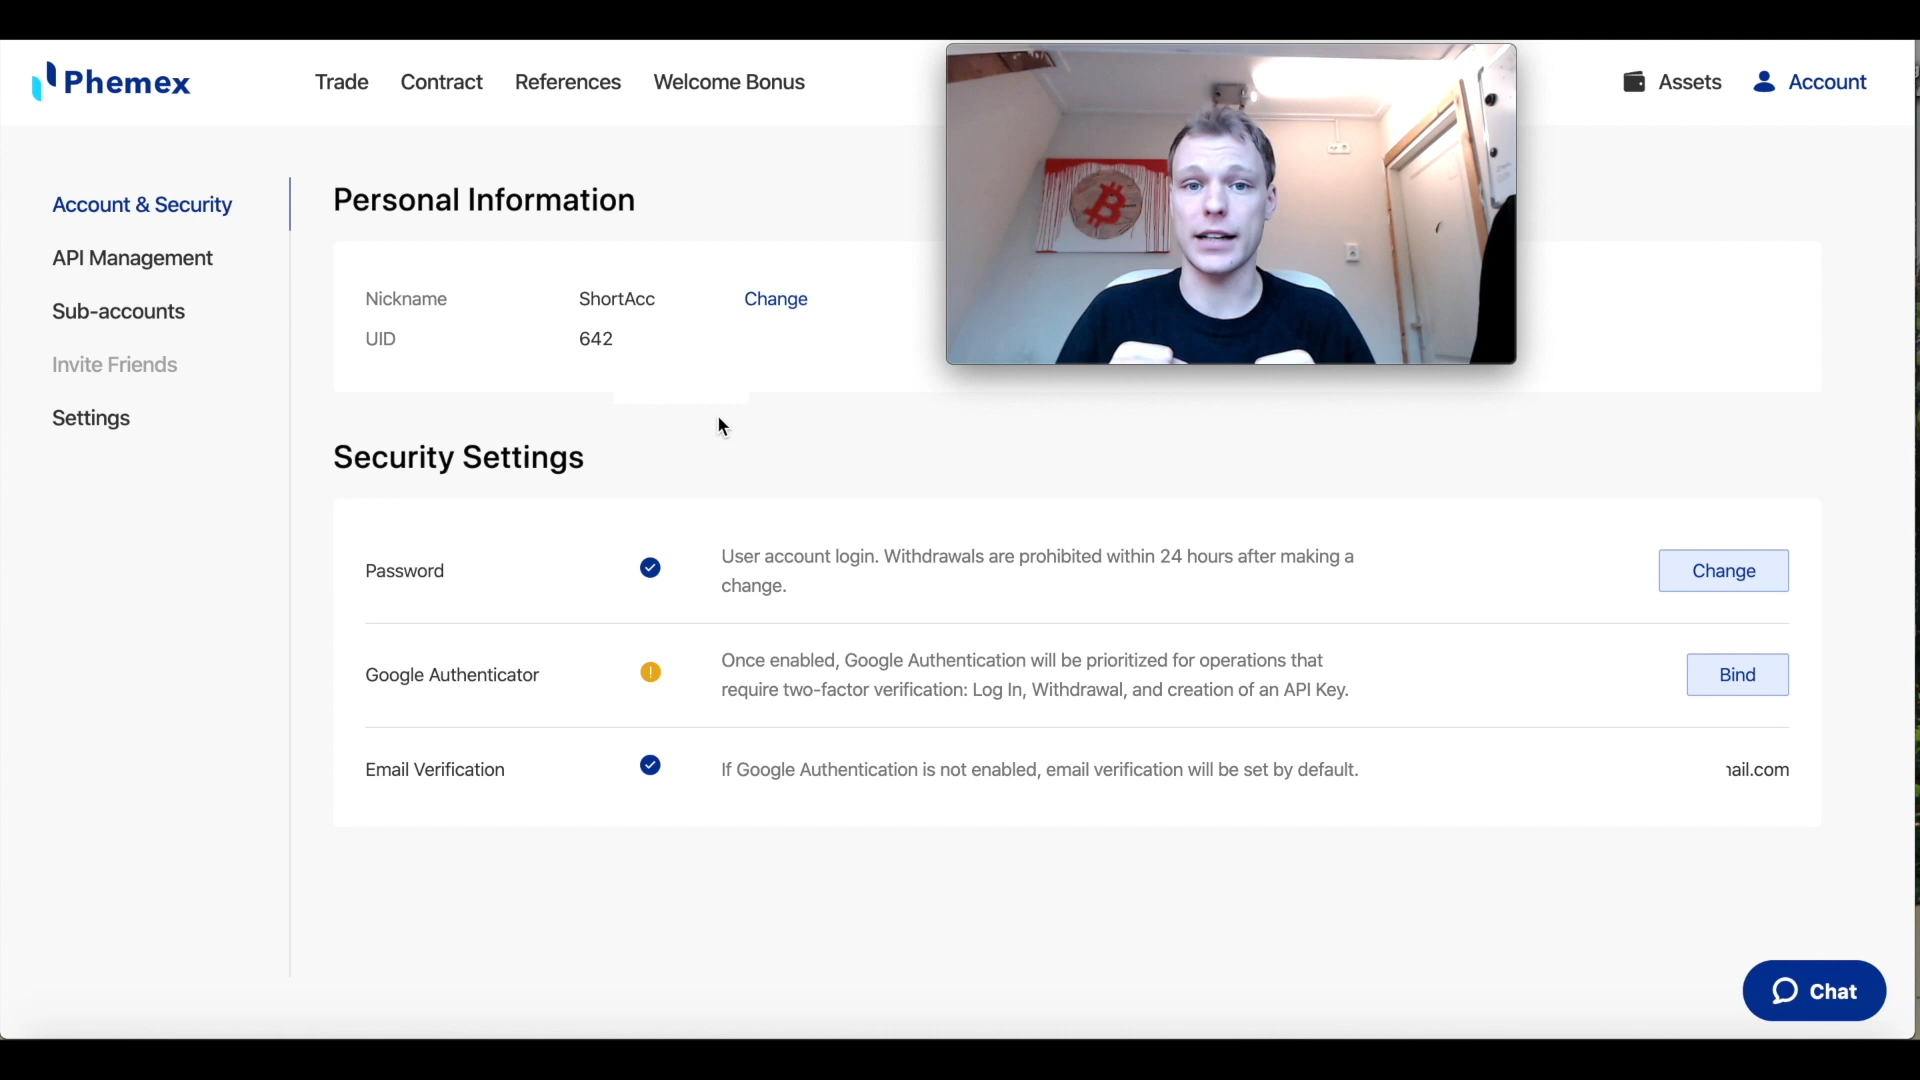 Phemex
Trade Contract References Welcome Bonus
Assets Account
Account & Security
API Management
Sub-accounts
Invite Friends
Settings
Personal Information
Nickname ShortAcc Change
UID 642
Security Settings
Password
User account login. Withdrawals are prohibited within 24 hours after making a
change.
Change
Google Authenticator
Once enabled, Google Authentication will be prioritized for operations that
require two-factor verification: Log In, Withdrawal, and creation of an API Key.
Bind
Email Verification
If Google Authentication is not enabled, email verification will be set by default.
ail.com
Chat